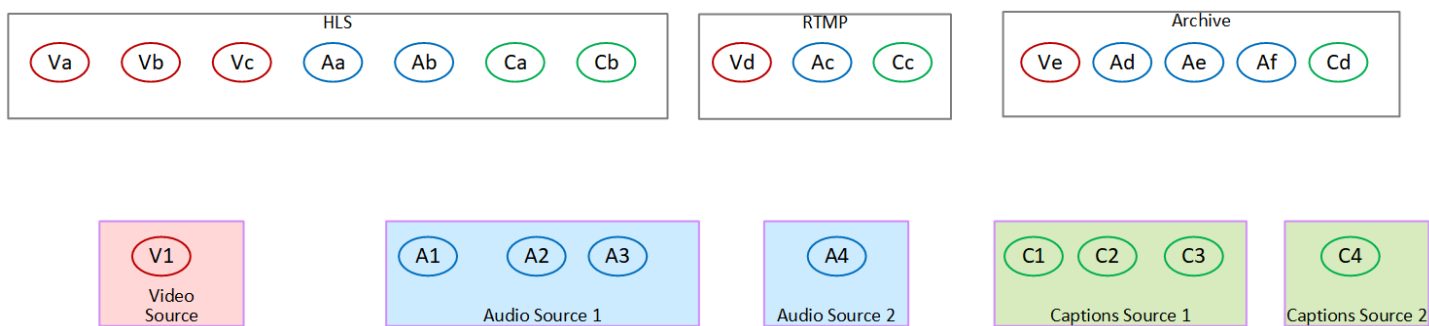 HLS
Va Vb Vc Aa Ab Ca Cb
RTMP
Vd Ac Cc
Archive
Ve Ad Ae Af Cd
V1
Video
Source
A1 A2 A3
Audio Source 1
A4
Audio Source 2
C1 C2 C3
Captions Source 1
C4
Captions Source 2